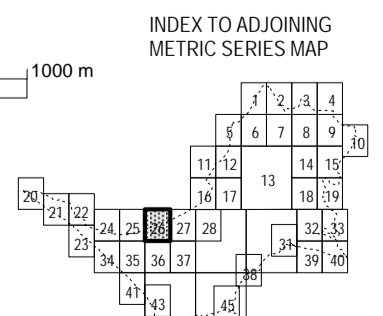 INDEX TO ADJOINING
METRIC SERIES MAP
1000 m
1 2 3 4
5 6 7 8 9 10
11 12 13 14 15
16 17 18 19
20 21 22
24 25 26 27 28 32 33
23 31
34 35 36 37 39 40
38
41 43 45